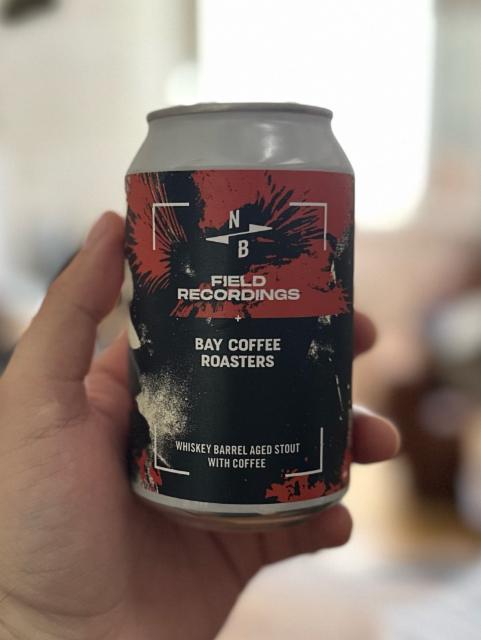 N
B
FIELD
RECORDINGS
+
BAY COFFEE
ROASTERS
WHISKEY BARREL AGED STOUT
WITH COFFEE